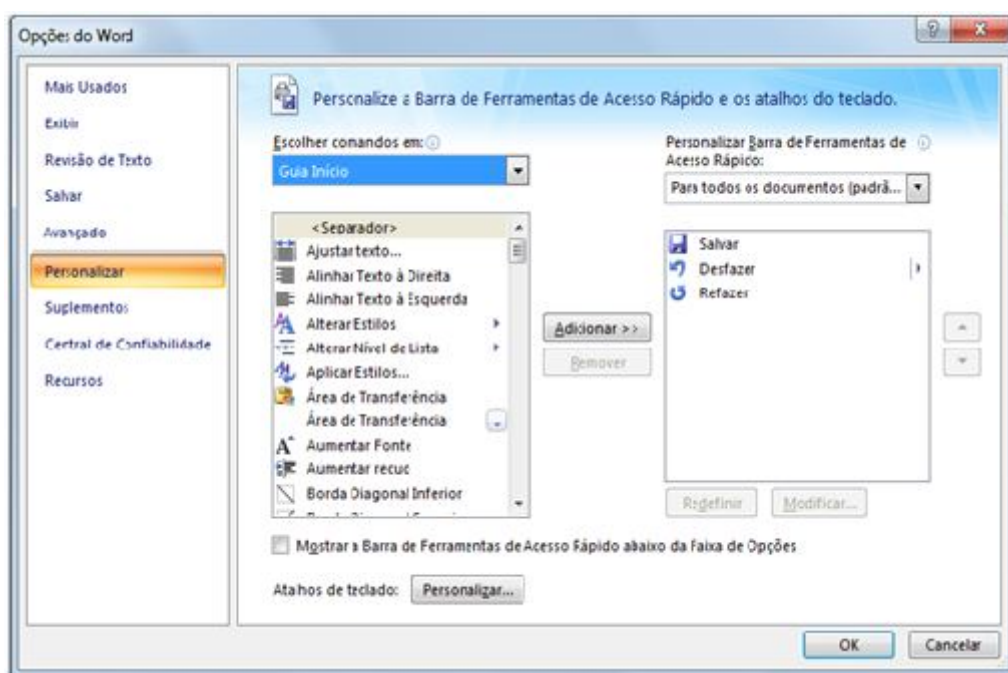 Opções do Word
Mais Usados
Exibir
Revisão de Texto
Salvar
Avançado
Personalizar
Suplementos
Central de Confiabilidade
Recursos
Personalize a Barra de Ferramentas de Acesso Rápido e os atalhos do teclado.
Escolher comandos em:
Guia Início
<Separador>
Ajustar texto...
Alinhar Texto à Direita
Alinhar Texto à Esquerda
Alterar Estilos
Alterar Nível de Lista
Aplicar Estilos...
Área de Transferência
Área de Transferência
Aumentar Fonte
Aumentar recuo
Borda Diagonal Inferior
Adicionar >>
Remover
Personalizar Barra de Ferramentas de
Acesso Rápido:
Para todos os documentos (padrã...
Salvar
Desfazer
Refazer
Redefinir
Modificar...
Mostrar a Barra de Ferramentas de Acesso Rápido abaixo da Faixa de Opções
Atalhos de teclado:
Personalizar...
OK
Cancelar